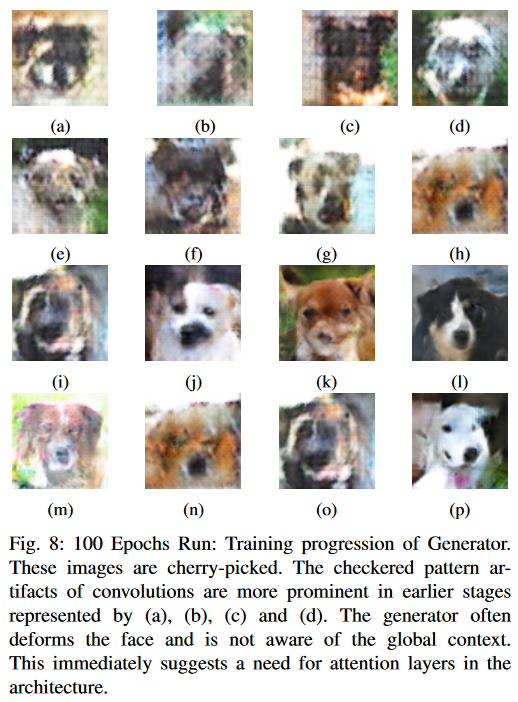 (a) (b) (c) (d)
(e) (f) (g) (h)
(i) (j) (k) (l)
(m) (n) (o) (p)
Fig. 8: 100 Epochs Run: Training progression of Generator.
These images are cherry-picked. The checkered pattern ar-
tifacts of convolutions are more prominent in earlier stages
represented by (a), (b), (c) and (d). The generator often
deforms the face and is not aware of the global context.
This immediately suggests a need for attention layers in the
architecture.